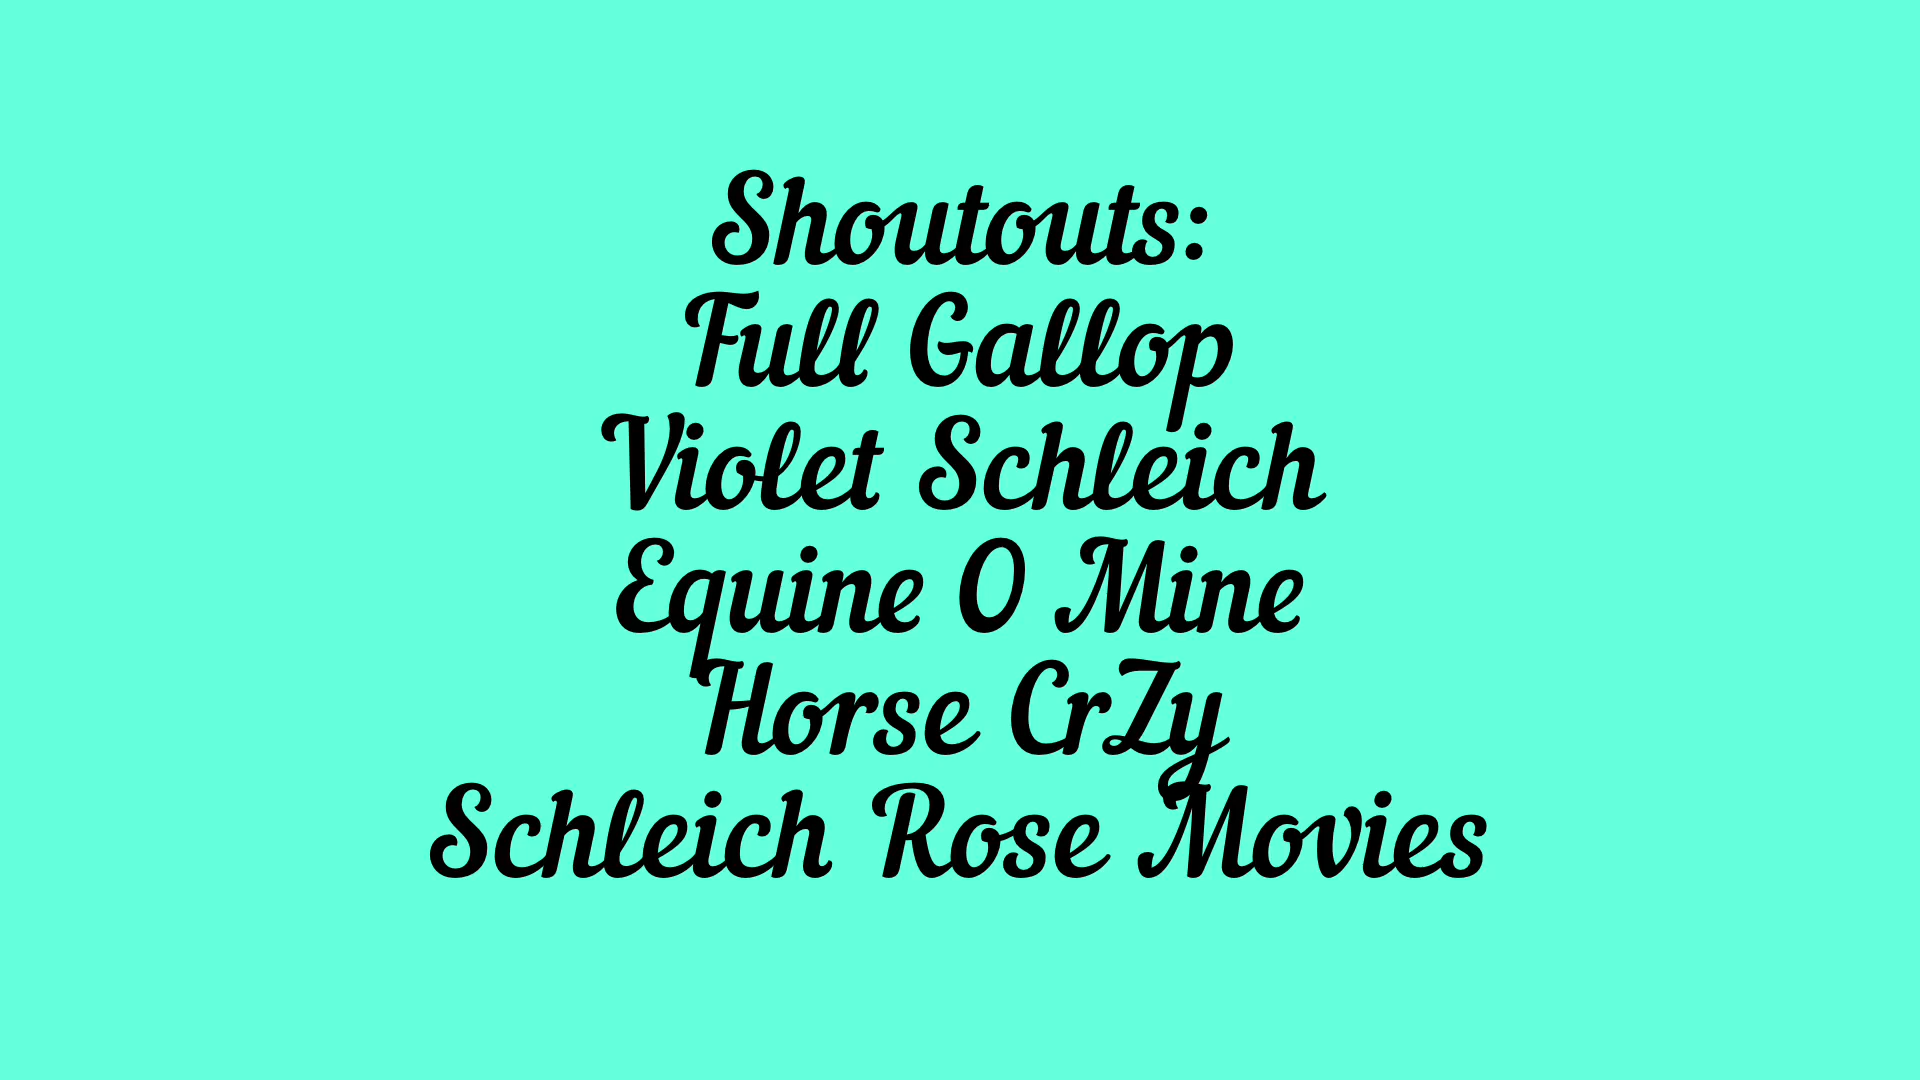 Shoutouts:
Full Gallop
Violet Schleich
Equine O Mine
Horse CrZy
Schleich Rose Movies